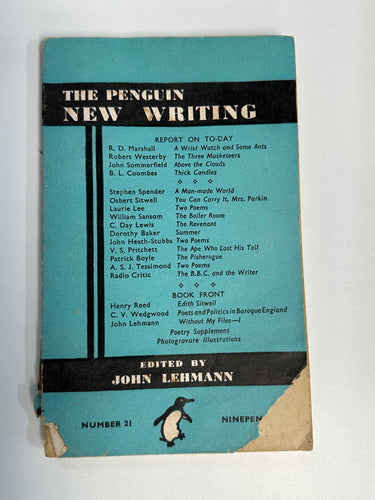 THE PENGUIN
NEW WRITING
REPORT ON TO-DAY
R. D. Marshall A Wrist Watch and Some Ants
Robert Westerby The Three Musketeers
John Sommerfield Above the Clouds
B. L. Coombes Thick Candles
Stephen Spender A Man-made World
Osbert Sitwell You Can Carry It, Mrs. Parkin
Laurie Lee Two Poems
William Sansom The Boiler Room
C. Day Lewis The Revenant
Dorothy Baker Summer
John Heath-Stubbs Two Poems
V. S. Pritchett The Ape Who Lost His Tail
Patrick Boyle The Pisherogue
A. S. J. Tessimond Two Poems
Radio Critic The B.B.C. and the Writer
BOOK FRONT
Henry Reed Edith Sitwell
C. V. Wedgwood Poets and Politics in Baroque England
John Lehmann Without My Files—I
Poetry Supplement
Photogravure Illustrations
EDITED BY
JOHN LEHMANN
NUMBER 21 NINEPEN